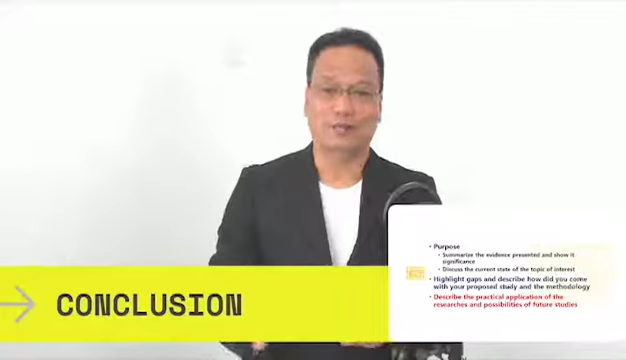 CONCLUSION
• Purpose
• Summarize the evidence presented and show it
significance
• Discuss the current state of the topic of interest
• Highlight gaps and describe how did you come
with your proposed study and the methodology
• Describe the practical application of the
researches and possibilities of future studies